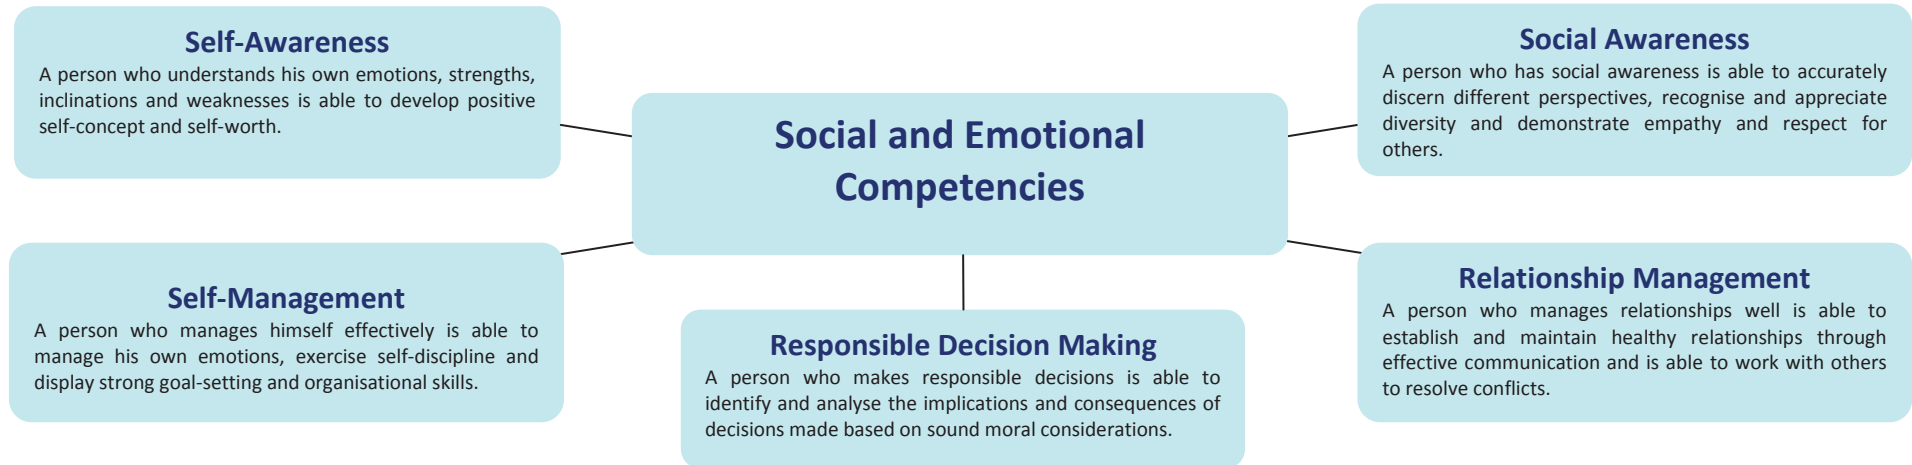 Self-Awareness
A person who understands his own emotions, strengths,
inclinations and weaknesses is able to develop positive
self-concept and self-worth.
Social Awareness
A person who has social awareness is able to accurately
discern different perspectives, recognise and appreciate
diversity and demonstrate empathy and respect for
others.
Social and Emotional
Competencies
Self-Management
A person who manages himself effectively is able to
manage his own emotions, exercise self-discipline and
display strong goal-setting and organisational skills.
Responsible Decision Making
A person who makes responsible decisions is able to
identify and analyse the implications and consequences of
decisions made based on sound moral considerations.
Relationship Management
A person who manages relationships well is able to
establish and maintain healthy relationships through
effective communication and is able to work with others
to resolve conflicts.